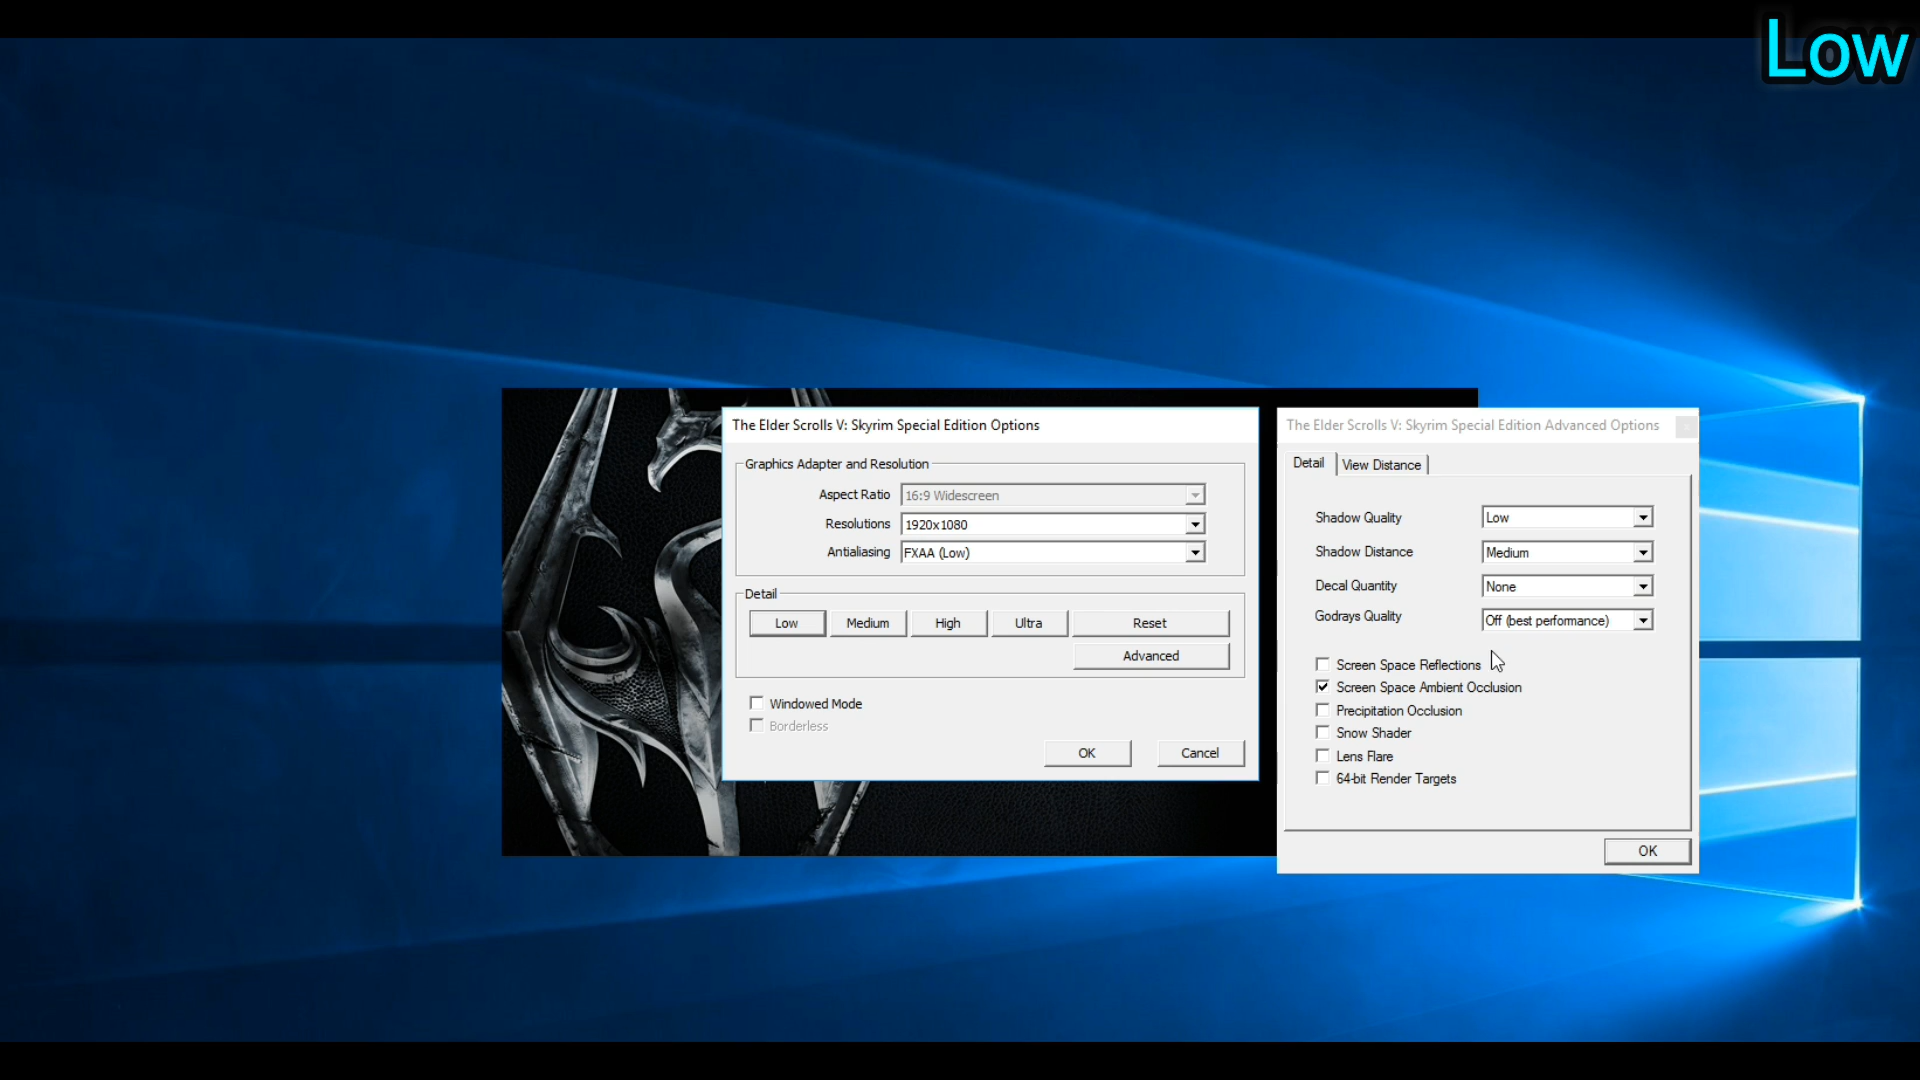 Low
The Elder Scrolls V: Skyrim Special Edition Options
Graphics Adapter and Resolution
Aspect Ratio 16:9 Widescreen
Resolutions 1920x1080
Antialiasing FXAA (Low)
Detail
Low Medium High Ultra Reset
Advanced
Windowed Mode
Borderless
OK Cancel
The Elder Scrolls V: Skyrim Special Edition Advanced Options
Detail View Distance
Shadow Quality Low
Shadow Distance Medium
Decal Quantity None
Godrays Quality Off (best performance)
Screen Space Reflections
Screen Space Ambient Occlusion
Precipitation Occlusion
Snow Shader
Lens Flare
64-bit Render Targets
OK